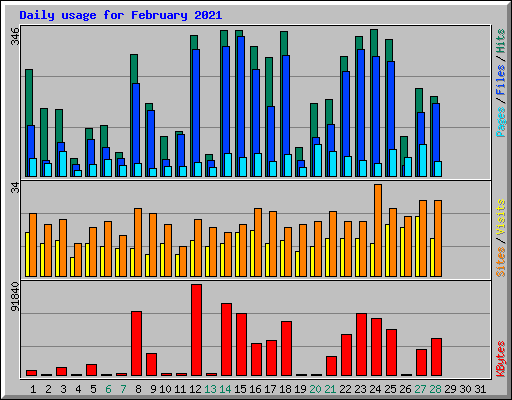 Daily usage for February 2021
346
Pages / Files / Hits
34
Sites / Visits
91840
KBytes
1 2 3 4 5 6 7 8 9 10 11 12 13 14 15 16 17 18 19 20 21 22 23 24 25 26 27 28 29 30 31